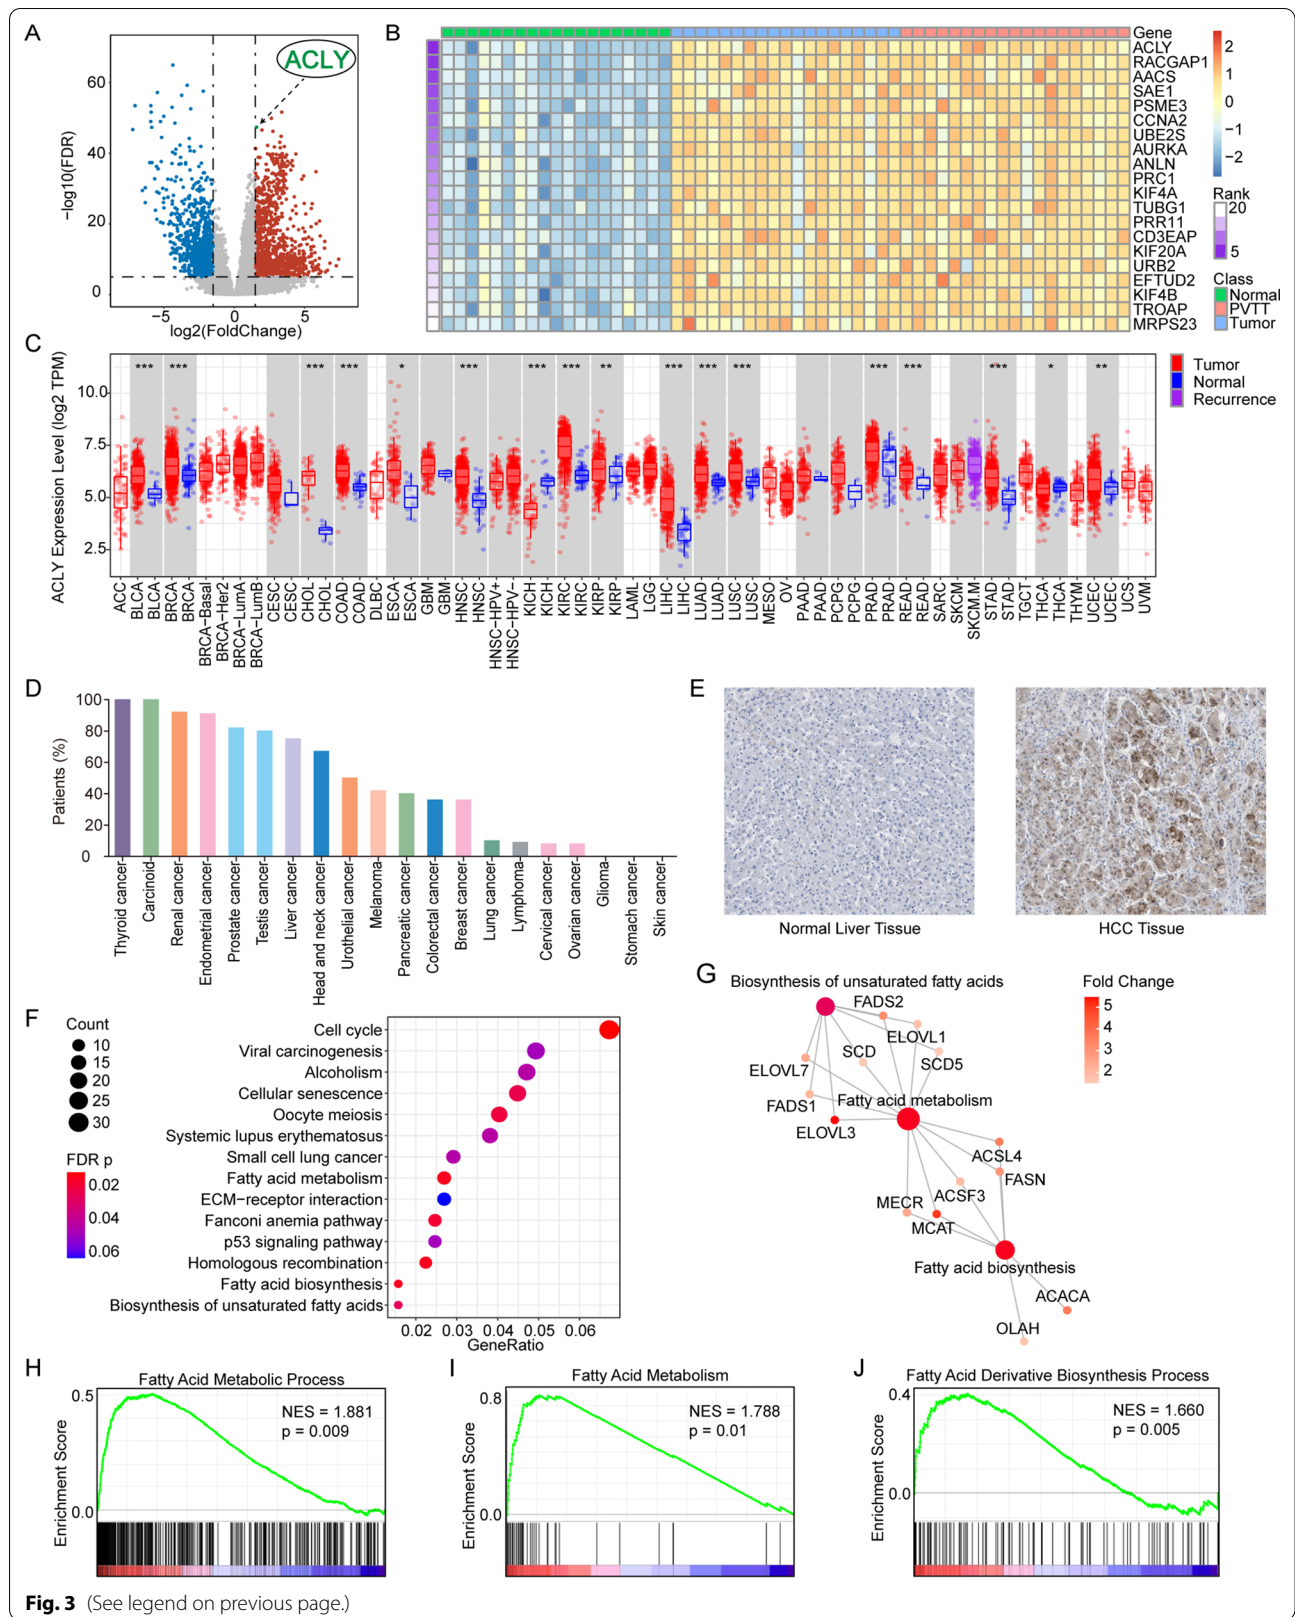 A
ACLY
60
40
20
0
−log10(FDR)
−5
0
5
log2(FoldChange)
B
Gene
ACLY
RACGAP1
AACS
SAE1
PSME3
CCNA2
UBE2S
AURKA
ANLN
PRC1
KIF4A
TUBG1
PRR11
CD3EAP
KIF20A
URB2
EFTUD2
KIF4B
TROAP
MRPS23
2
1
0
−1
−2
Rank
20
5
Class
Normal
PVTT
Tumor
C
ACLY Expression Level (log2 TPM)
10.0
7.5
5.0
2.5
*** *** *** *** * *** *** *** ** *** *** *** *** *** *** * **
Tumor
Normal
Recurrence
ACC
BLCA
BLCA
BRCA
BRCA
BRCA−Basal
BRCA−Her2
BRCA−LumA
BRCA−LumB
CESC
CESC
CHOL
CHOL
COAD
COAD
DLBC
ESCA
ESCA
GBM
GBM
HNSC
HNSC
HNSC−HPV+
HNSC−HPV−
KICH
KICH
KIRC
KIRC
KIRP
KIRP
LAML
LGG
LIHC
LIHC
LUAD
LUAD
LUSC
LUSC
MESO
OV
PAAD
PAAD
PCPG
PCPG
PRAD
PRAD
READ
READ
SARC
SKCM
SKCM.M
STAD
STAD
TGCT
THCA
THCA
THYM
UCEC
UCEC
UCS
UVM
D
Patients (%)
100
80
60
40
20
0
Thyroid cancer
Carcinoid
Renal cancer
Endometrial cancer
Prostate cancer
Testis cancer
Liver cancer
Head and neck cancer
Urothelial cancer
Melanoma
Pancreatic cancer
Colorectal cancer
Breast cancer
Lung cancer
Lymphoma
Cervical cancer
Ovarian cancer
Glioma
Stomach cancer
Skin cancer
E
Normal Liver Tissue
HCC Tissue
F
Count
10
15
20
25
30
FDR p
0.02
0.04
0.06
Cell cycle
Viral carcinogenesis
Alcoholism
Cellular senescence
Oocyte meiosis
Systemic lupus erythematosus
Small cell lung cancer
Fatty acid metabolism
ECM−receptor interaction
Fanconi anemia pathway
p53 signaling pathway
Homologous recombination
Fatty acid biosynthesis
Biosynthesis of unsaturated fatty acids
0.02 0.03 0.04 0.05 0.06
GeneRatio
G
Biosynthesis of unsaturated fatty acids
FADS2
ELOVL1
SCD
SCD5
ELOVL7
FADS1
Fatty acid metabolism
ELOVL3
ACSL4
FASN
ACSF3
MECR
MCAT
Fatty acid biosynthesis
ACACA
OLAH
Fold Change
5
4
3
2
H
Fatty Acid Metabolic Process
NES = 1.881
p = 0.009
Enrichment Score
0.5
0.0
I
Fatty Acid Metabolism
NES = 1.788
p = 0.01
Enrichment Score
0.8
0.0
J
Fatty Acid Derivative Biosynthesis Process
NES = 1.660
p = 0.005
Enrichment Score
0.4
0.0
Fig. 3 (See legend on previous page.)